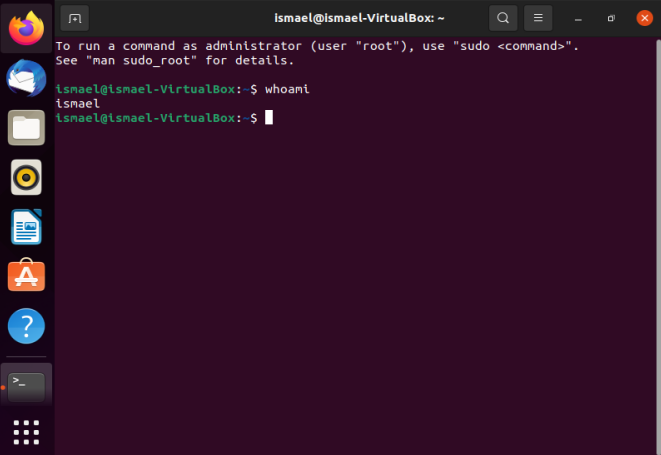 ismael@ismael-VirtualBox: ~
To run a command as administrator (user "root"), use "sudo <command>".
See "man sudo_root" for details.
ismael@ismael-VirtualBox:~$ whoami
ismael
ismael@ismael-VirtualBox:~$
?
>_